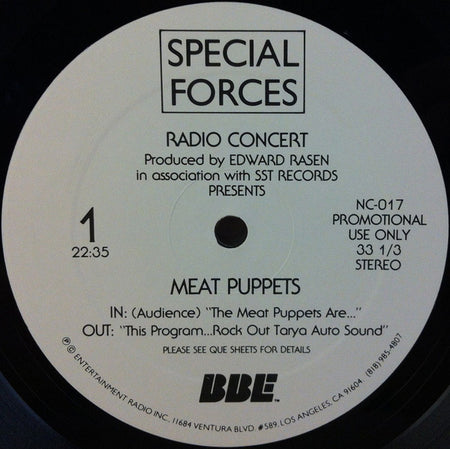 SPECIAL
FORCES
RADIO CONCERT
Produced by EDWARD RASEN
in association with SST RECORDS
PRESENTS
1
22:35
NC-017
PROMOTIONAL
USE ONLY
33 1/3
STEREO
MEAT PUPPETS
IN: (Audience) "The Meat Puppets Are..."
OUT: "This Program...Rock Out Tarya Auto Sound"
PLEASE SEE QUE SHEETS FOR DETAILS
BBE™
℗ © ENTERTAINMENT RADIO INC. 11684 VENTURA BLVD. #589, LOS ANGELES, CA 91604 (818) 985-4807